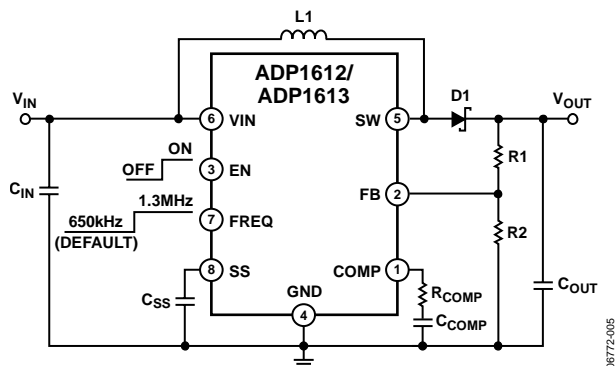 L1
ADP1612/
ADP1613
VIN
VOUT
D1
6 VIN
SW 5
ON
OFF
3 EN
R1
CIN
FB 2
1.3MHz
650kHz
(DEFAULT)
7 FREQ
R2
8 SS
COMP 1
CSS
GND
4
RCOMP
CCOMP
COUT
06772-005